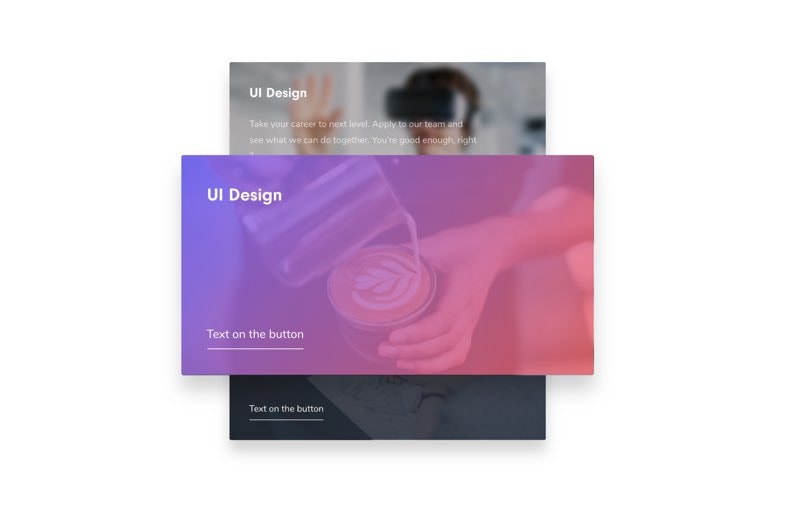 UI Design
Take your career to next level. Apply to our team and
see what we can do together. You're good enough, right
?
UI Design
Text on the button
Text on the button